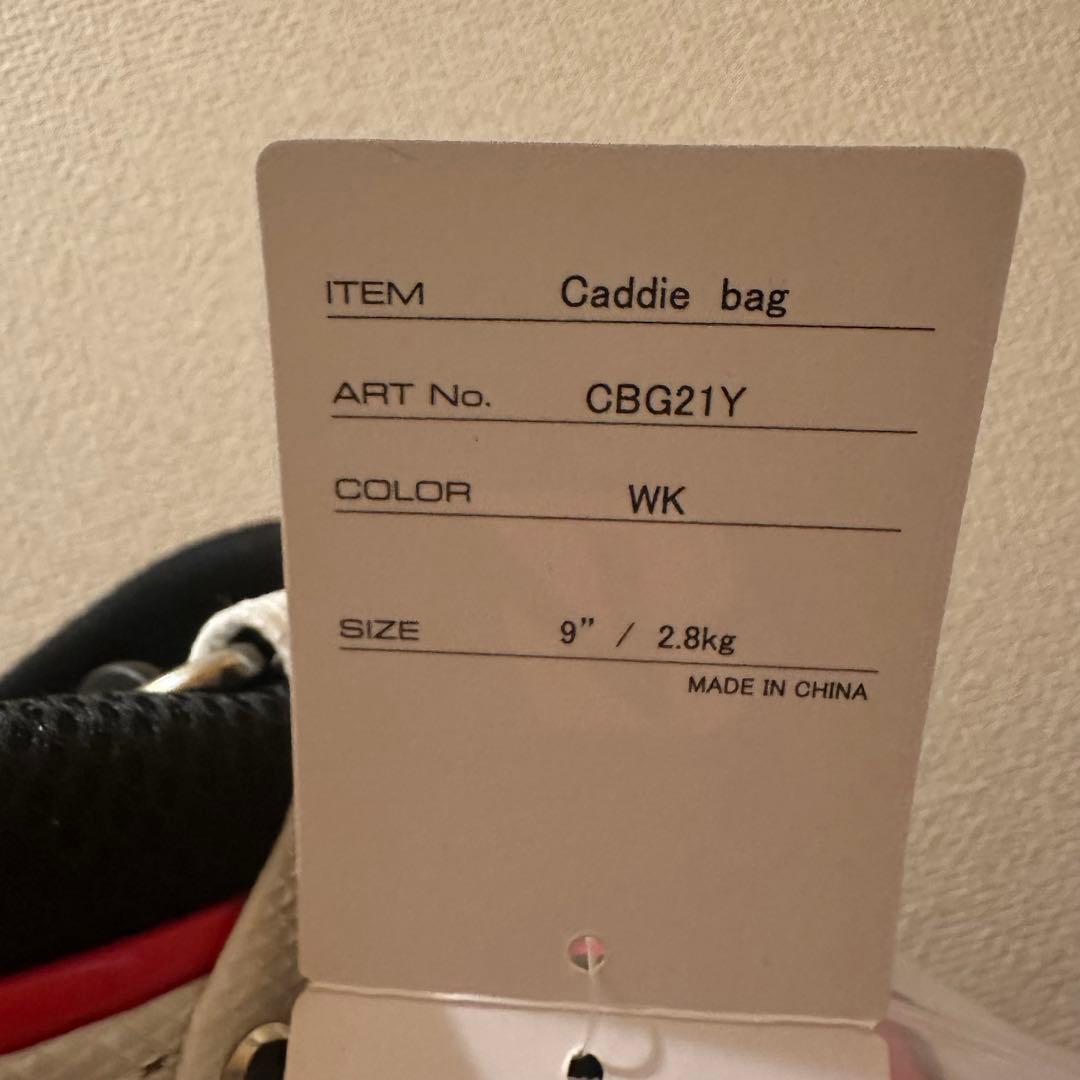 ITEM Caddie bag
ART No. CBG21Y
COLOR WK
SIZE 9” / 2.8kg
MADE IN CHINA